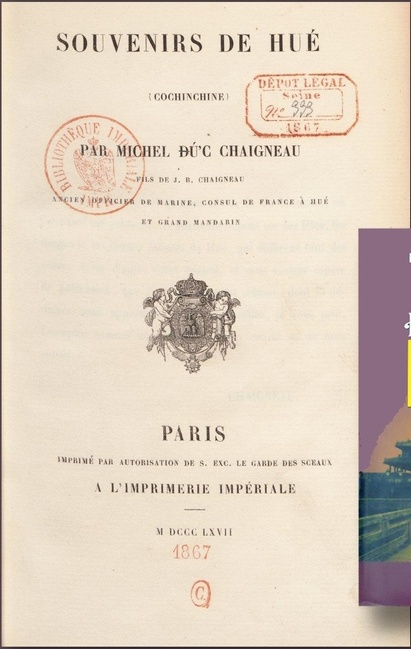 SOUVENIRS DE HUÉ
(COCHINCHINE)
DÉPOT LÉGAL
Seine
No 393
1867
BIBLIOTHÈQUE IMPÉRIALE
PAR MICHEL ĐỨC CHAIGNEAU
FILS DE J. B. CHAIGNEAU
ANCIEN OFFICIER DE MARINE, CONSUL DE FRANCE À HUÉ
ET GRAND MANDARIN
PARIS
IMPRIMÉ PAR AUTORISATION DE S. EXC. LE GARDE DES SCEAUX
A L'IMPRIMERIE IMPÉRIALE
M DCCC LXVII
1867
C.